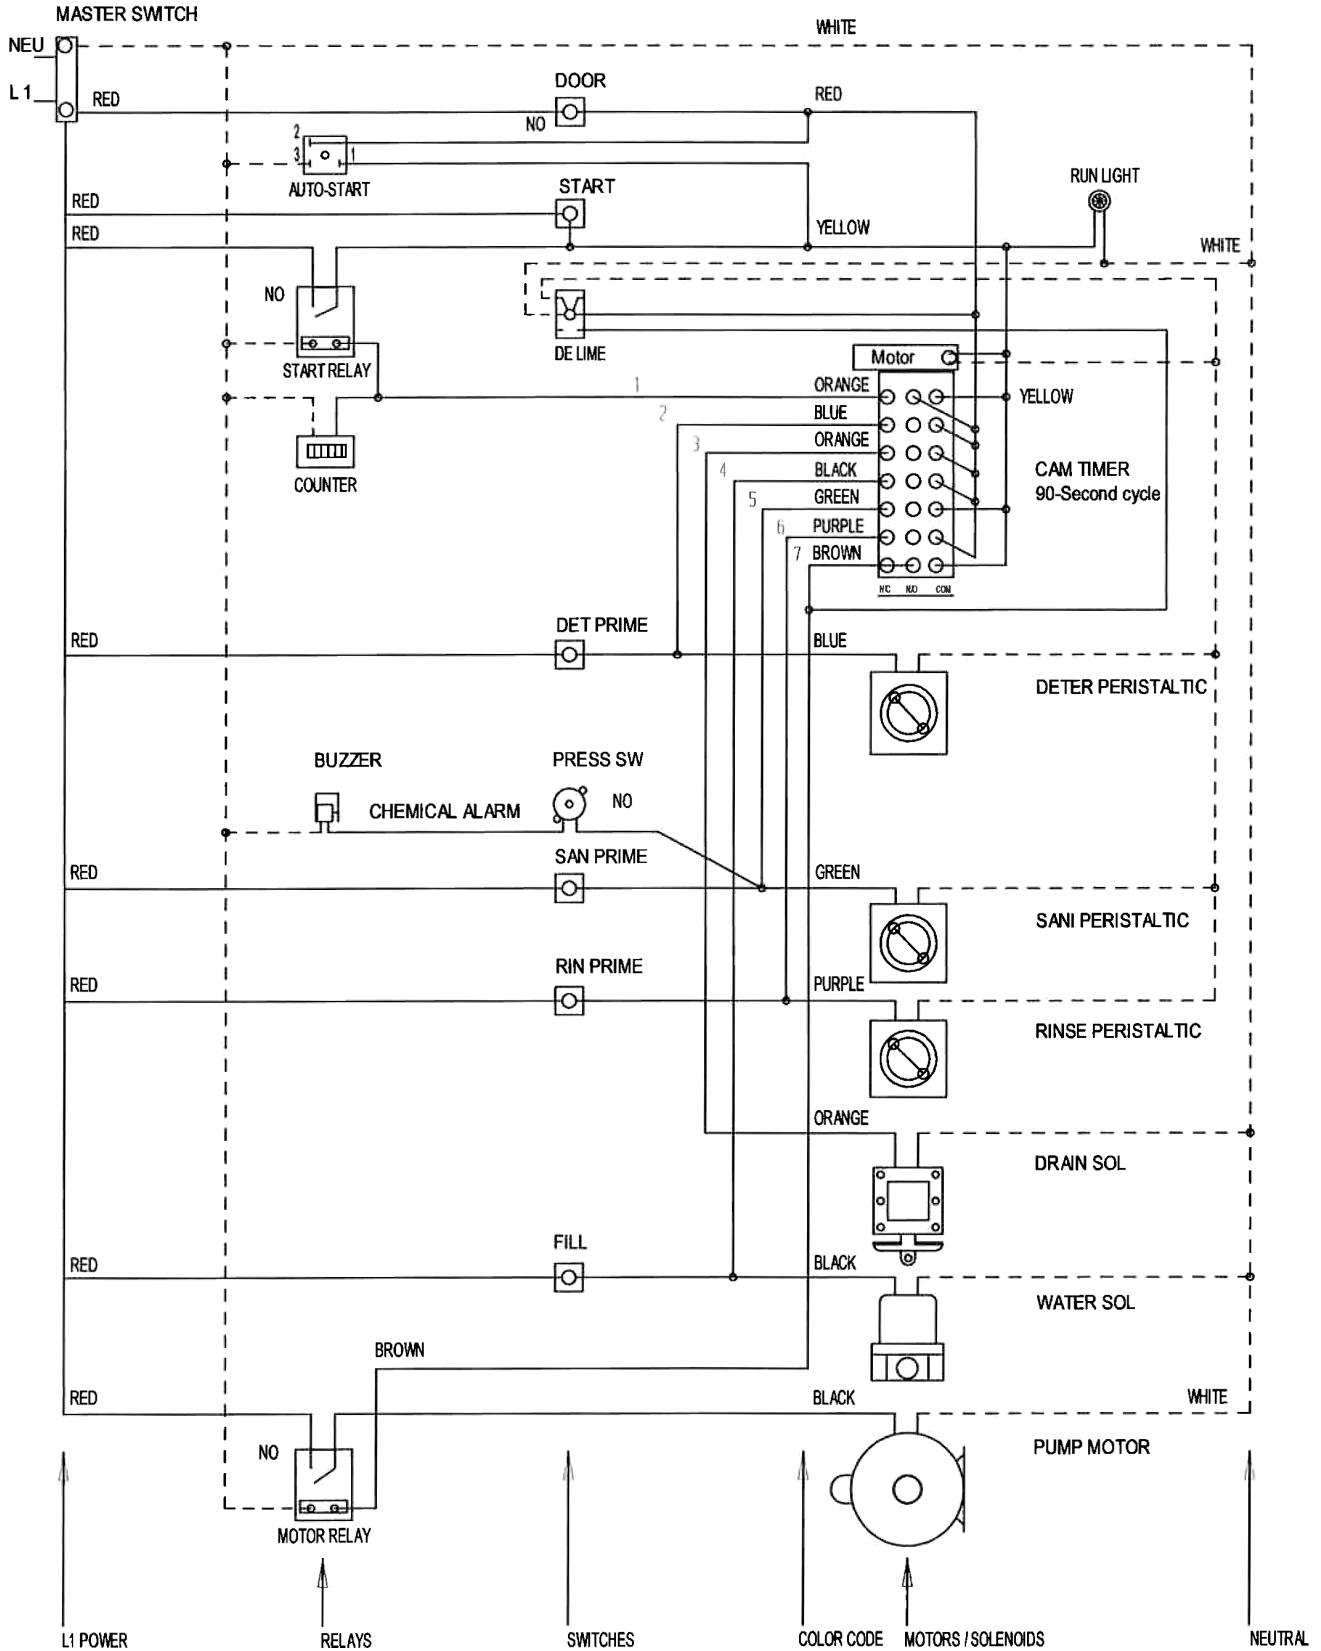 MASTER SWITCH
NEU
WHITE
L 1
RED
DOOR
RED
NO
2
3
1
AUTO-START
START
RUN LIGHT
RED
RED
YELLOW
WHITE
NO
DE LIME
START RELAY
Motor
1
ORANGE
YELLOW
2
BLUE
3
ORANGE
4
BLACK
CAM TIMER
COUNTER
5
GREEN
90-Second cycle
6
PURPLE
7
BROWN
N/C N/O COM
DET PRIME
RED
BLUE
DETER PERISTALTIC
BUZZER
PRESS SW
CHEMICAL ALARM
NO
SAN PRIME
RED
GREEN
SANI PERISTALTIC
RIN PRIME
RED
PURPLE
RINSE PERISTALTIC
ORANGE
DRAIN SOL
FILL
RED
BLACK
WATER SOL
BROWN
RED
BLACK
WHITE
NO
PUMP MOTOR
MOTOR RELAY
L1 POWER
RELAYS
SWITCHES
COLOR CODE
MOTORS / SOLENOIDS
NEUTRAL